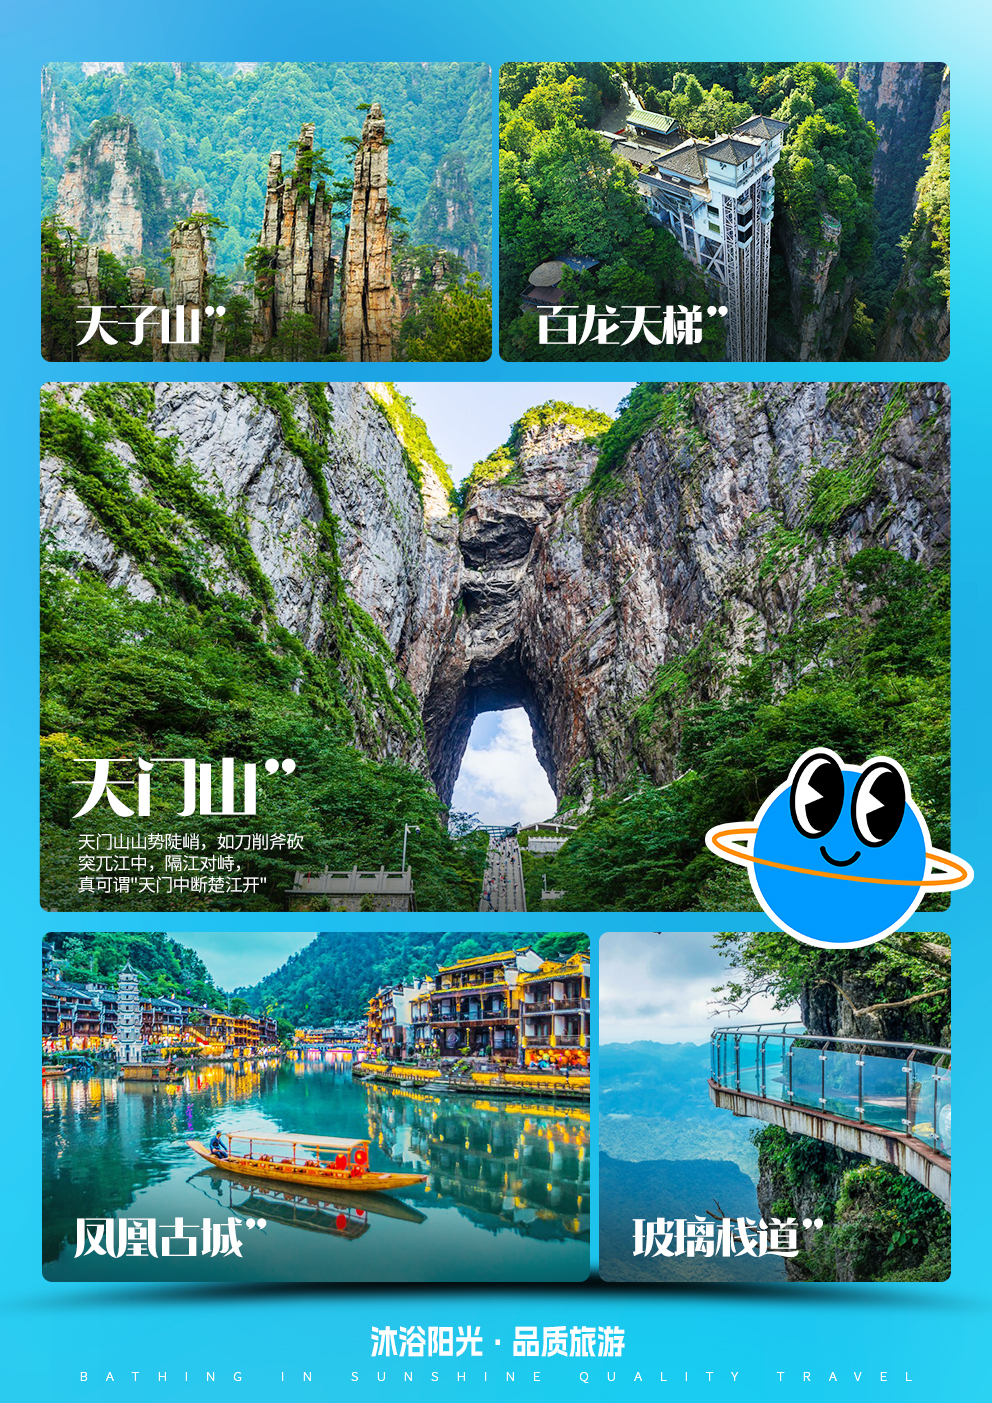 天子山”
百龙天梯”
天门山”
天门山山势陡峭，如刀削斧砍
突兀江中，隔江对峙，
真可谓"天门中断楚江开"
凤凰古城”
玻璃栈道”
沐浴阳光 · 品质旅游
BATHING IN SUNSHINE QUALITY TRAVEL